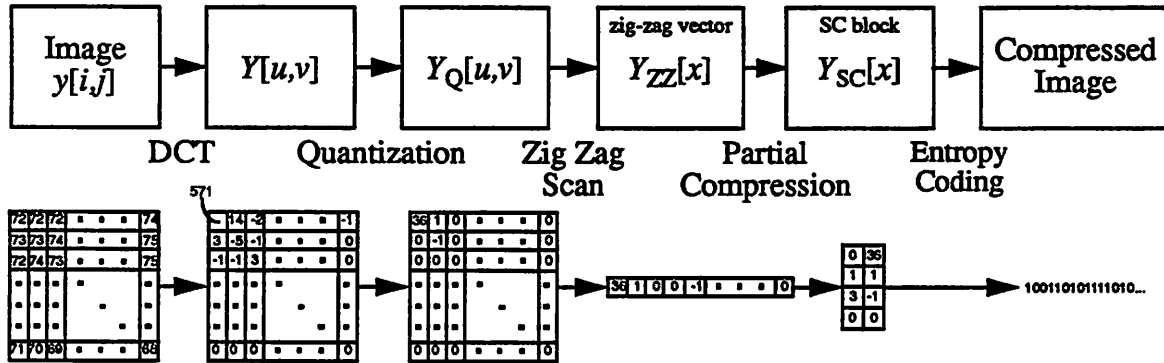 Image
y[i,j]
Y[u,v]
Y_Q[u,v]
zig-zag vector
Y_ZZ[x]
SC block
Y_SC[x]
Compressed
Image
DCT
Quantization
Zig Zag
Scan
Partial
Compression
Entropy
Coding
72 72 72 74
73 73 74 75
72 74 73 75
71 70 69 68
571
14 -2 -1
3 -5 -1 0
-1 -1 3 0
0 0 0 0
36 1 0 0
0 -1 0 0
0 0 0 0
0 0 0 0
36 1 0 0 -1 0
0 36
1 1
3 -1
0 0
100110101111010...